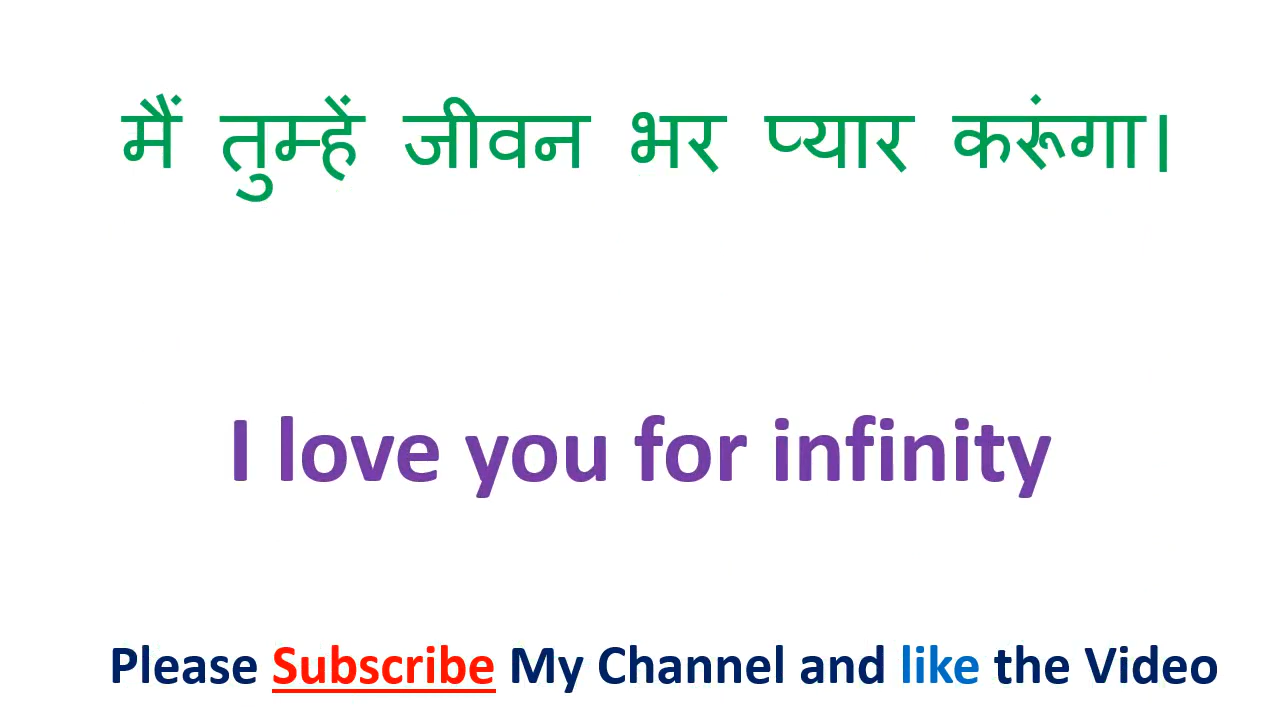 मैं तुम्हें जीवन भर प्यार करूंगा।
I love you for infinity
Please Subscribe My Channel and like the Video